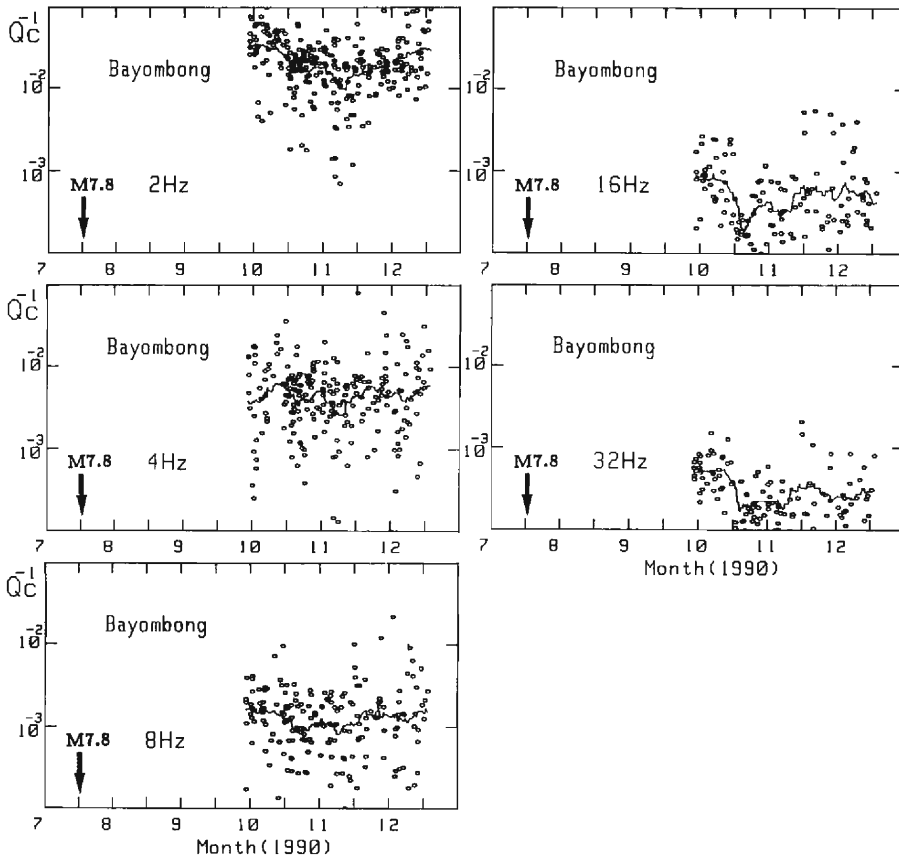 Qc⁻¹
Bayombong
10⁻²
10⁻³
M7.8
2Hz
7 8 9 10 11 12
Bayombong
10⁻²
10⁻³
M7.8
16Hz
7 8 9 10 11 12
Qc⁻¹
Bayombong
10⁻²
10⁻³
M7.8
4Hz
7 8 9 10 11 12
Bayombong
10⁻²
10⁻³
M7.8
32Hz
7 8 9 10 11 12
Month(1990)
Qc⁻¹
Bayombong
10⁻²
10⁻³
M7.8
8Hz
7 8 9 10 11 12
Month(1990)